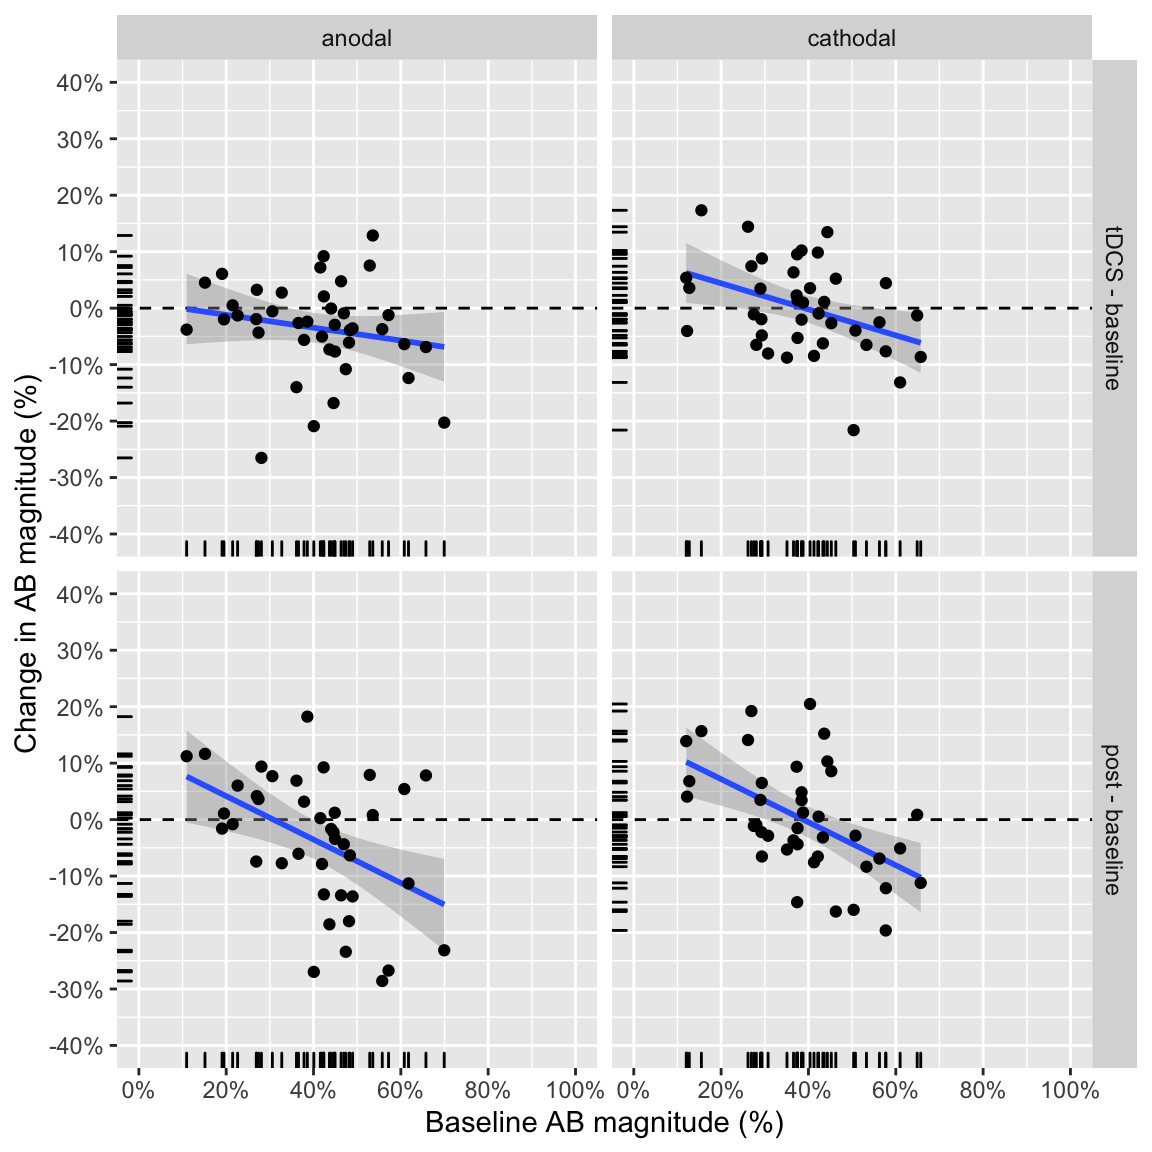 anodal
cathodal
40%
30%
20%
10%
0%
-10%
-20%
-30%
-40%
tDCS - baseline
40%
30%
20%
10%
0%
-10%
-20%
-30%
-40%
post - baseline
Change in AB magnitude (%)
0% 20% 40% 60% 80% 100%
0% 20% 40% 60% 80% 100%
Baseline AB magnitude (%)